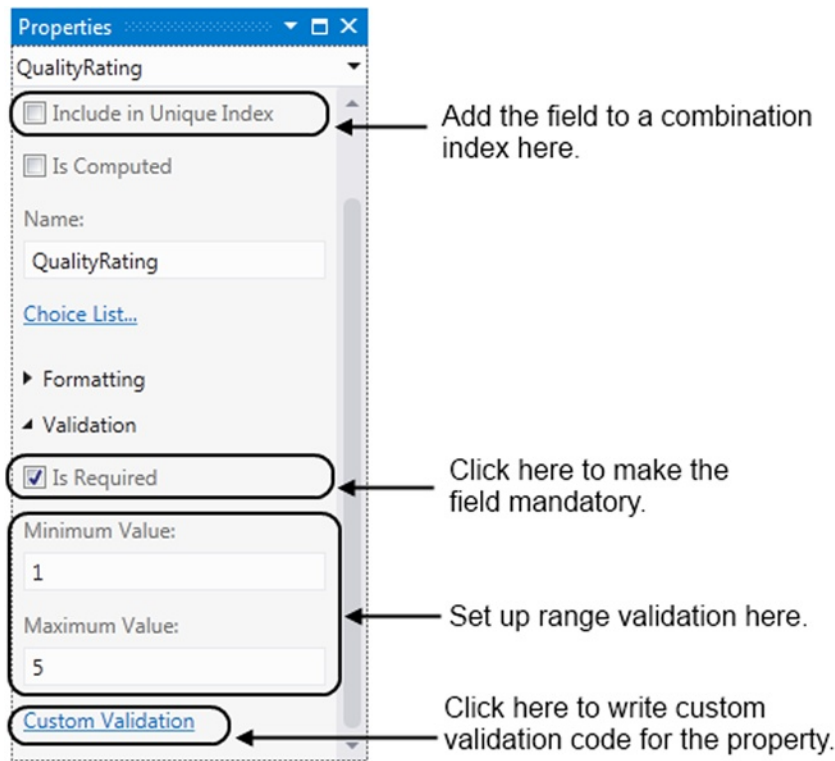 Properties
QualityRating
Include in Unique Index
Add the field to a combination
index here.
Is Computed
Name:
QualityRating
Choice List...
Formatting
Validation
Is Required
Click here to make the
field mandatory.
Minimum Value:
1
Maximum Value:
5
Set up range validation here.
Custom Validation
Click here to write custom
validation code for the property.